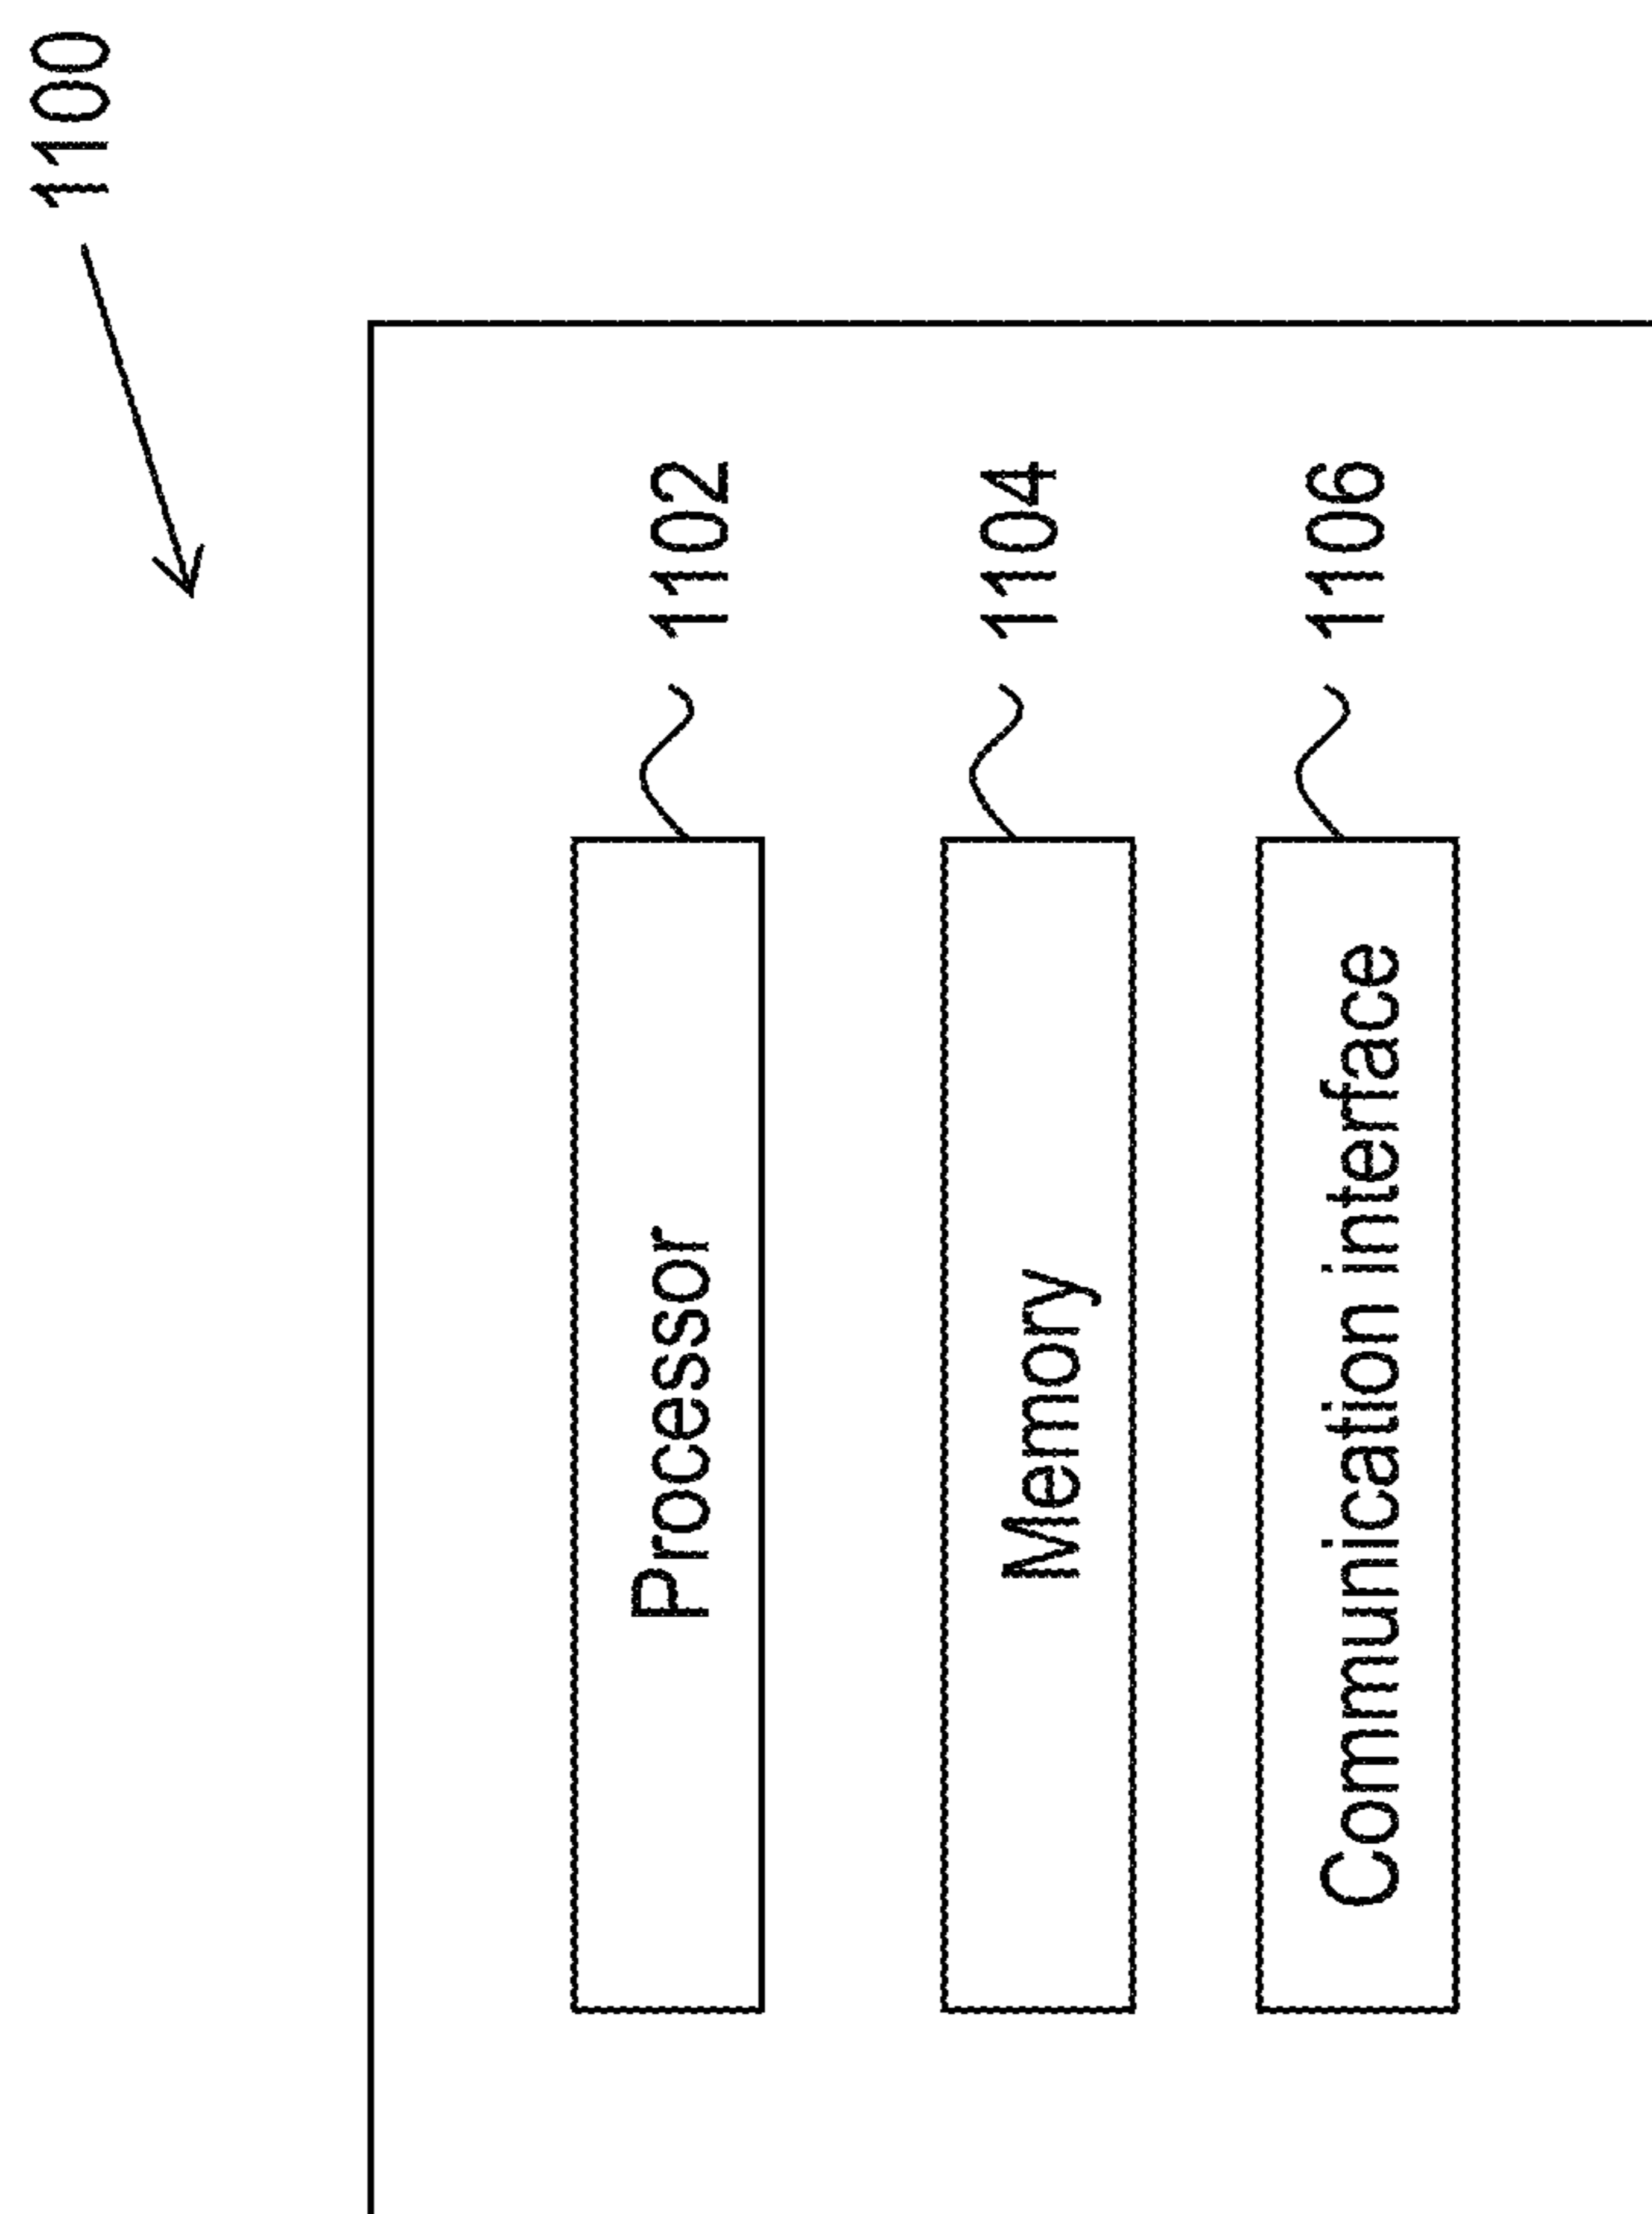 1100
Processor
1102
Memory
1104
Communication interface
1106